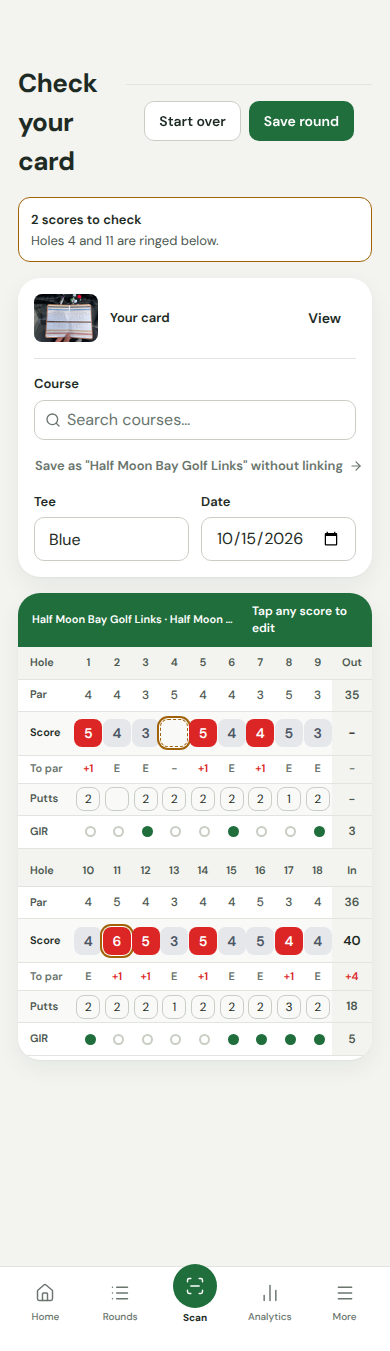 Check
your
card
Start over
Save round
2 scores to check
Holes 4 and 11 are ringed below.
Your card
View
Course
Search courses...
Save as "Half Moon Bay Golf Links" without linking →
Tee Date
Blue 10/15/2026
Half Moon Bay Golf Links · Half Moon ...
Tap any score to
edit
Hole 1 2 3 4 5 6 7 8 9 Out
Par 4 4 3 5 4 4 3 5 3 35
Score 5 4 3 5 4 4 5 3 -
To par +1 E E - +1 E +1 E E -
Putts 2 2 2 2 2 2 1 2 -
GIR 3
Hole 10 11 12 13 14 15 16 17 18 In
Par 4 5 4 3 4 4 5 3 4 36
Score 4 6 5 3 5 4 5 4 4 40
To par E +1 +1 E +1 E E +1 E +4
Putts 2 2 2 1 2 2 2 3 2 18
GIR 5
Home Rounds Scan Analytics More